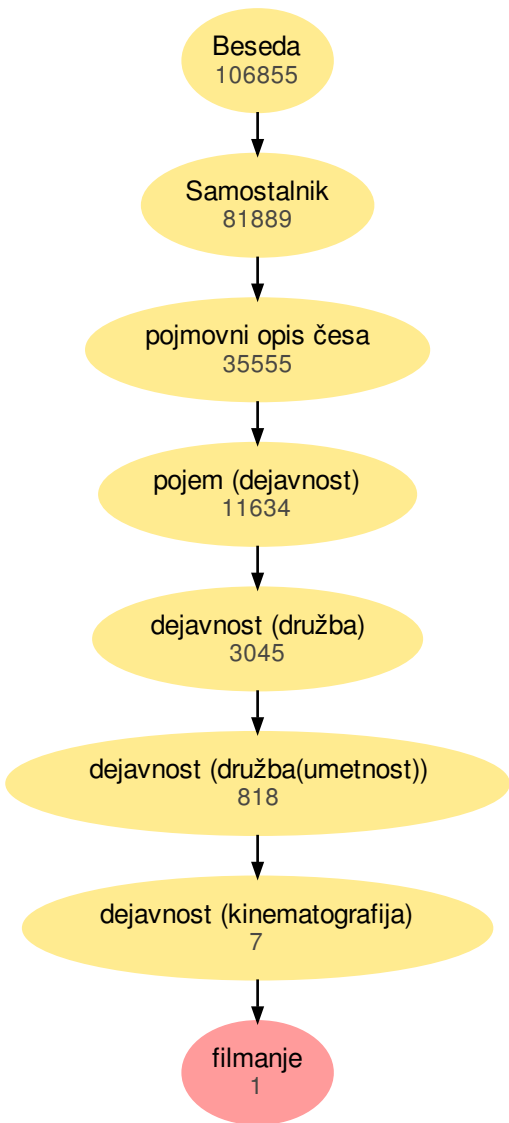 Beseda
106855
Samostalnik
81889
pojmovni opis česa
35555
pojem (dejavnost)
11634
dejavnost (družba)
3045
dejavnost (družba(umetnost))
818
dejavnost (kinematografija)
7
filmanje
1